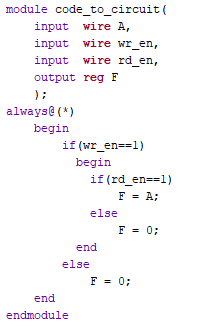 module code_to_circuit(
    input  wire A,
    input  wire wr_en,
    input  wire rd_en,
    output reg F
    );
always@(*)
    begin
        if(wr_en==1)
          begin
            if(rd_en==1)
                F = A;
            else
                F = 0;
          end
        else
            F = 0;
    end
endmodule